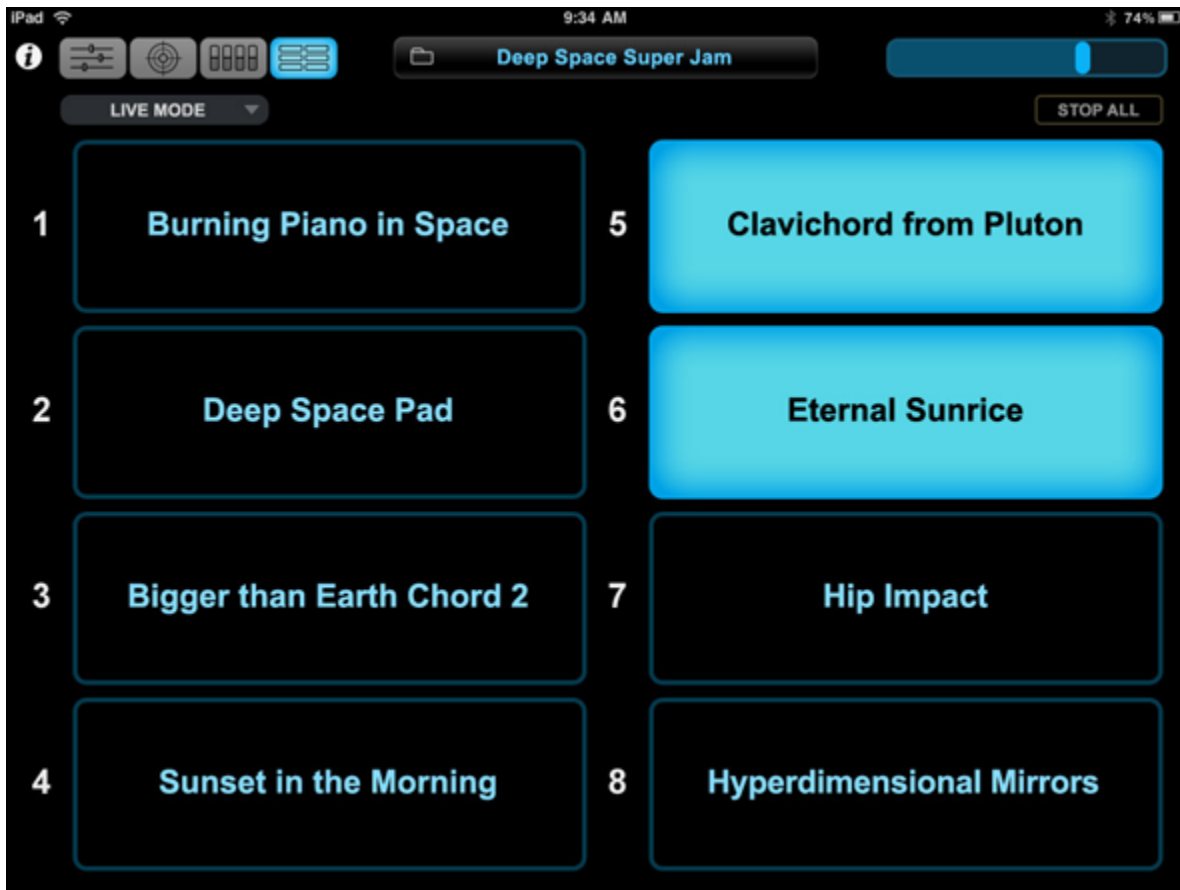 iPad 9:34 AM 74%
i Deep Space Super Jam
LIVE MODE STOP ALL
1 Burning Piano in Space
2 Deep Space Pad
3 Bigger than Earth Chord 2
4 Sunset in the Morning
5 Clavichord from Pluton
6 Eternal Sunrice
7 Hip Impact
8 Hyperdimensional Mirrors